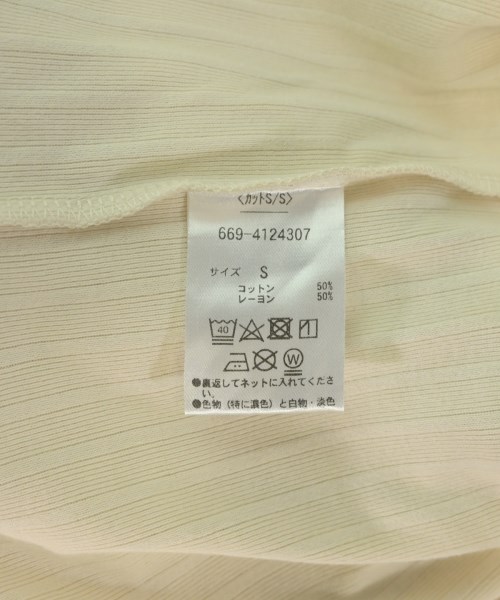 〈カットS/S〉
669-4124307
サイズ S
コットン 50%
レーヨン 50%
40
W
●裏返してネットに入れてくださ
い。
●色物（特に濃色）と白物・淡色